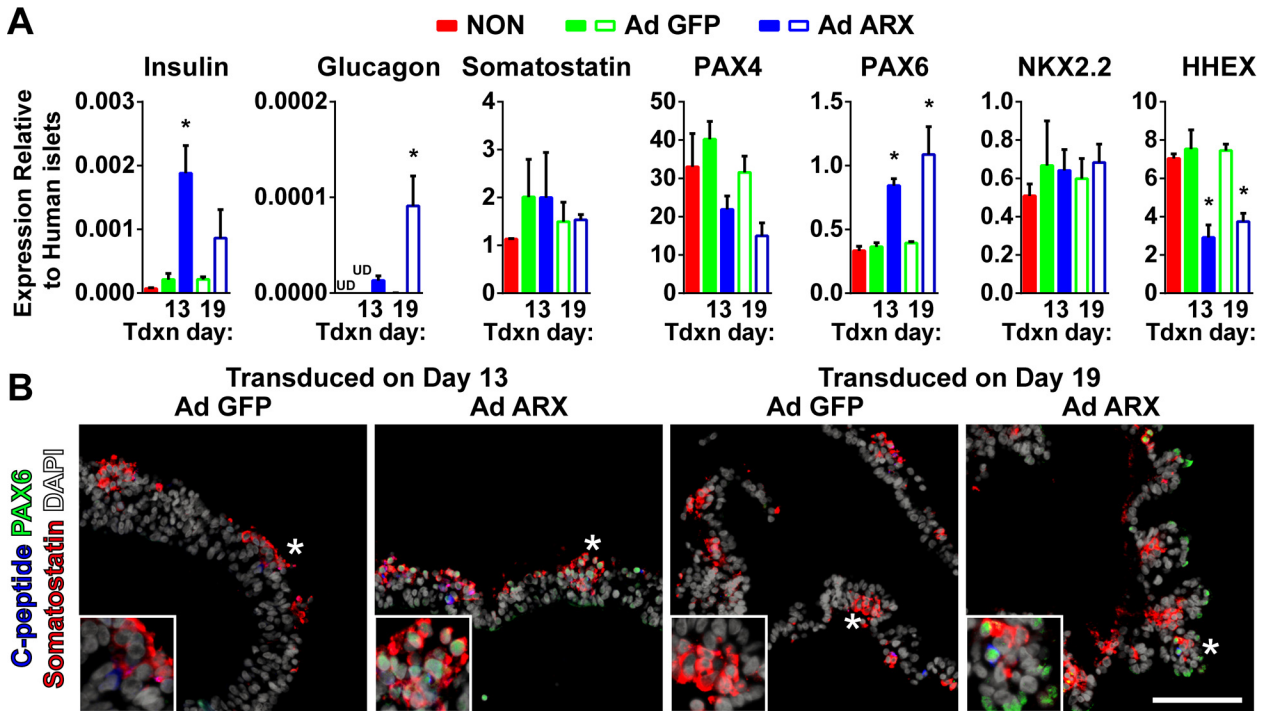 A
NON Ad GFP Ad ARX
Insulin Glucagon Somatostatin PAX4 PAX6 NKX2.2 HHEX
Expression Relative
to Human islets
0.003 0.0002 4 50 1.5 1.0 10
* * * * * *
0.002 3 40 0.8 8
1.0 0.6 6
0.0001 2 30
0.001 20 0.5 0.4 4
1 10 0.2 2
UD UD
0.000 0.0000 0 0 0.0 0.0 0
13 19 13 19 13 19 13 19 13 19 13 19 13 19
Tdxn day: Tdxn day: Tdxn day: Tdxn day: Tdxn day: Tdxn day: Tdxn day:
B
Transduced on Day 13 Transduced on Day 19
Ad GFP Ad ARX Ad GFP Ad ARX
C-peptide PAX6
Somatostatin DAPI
* * * *